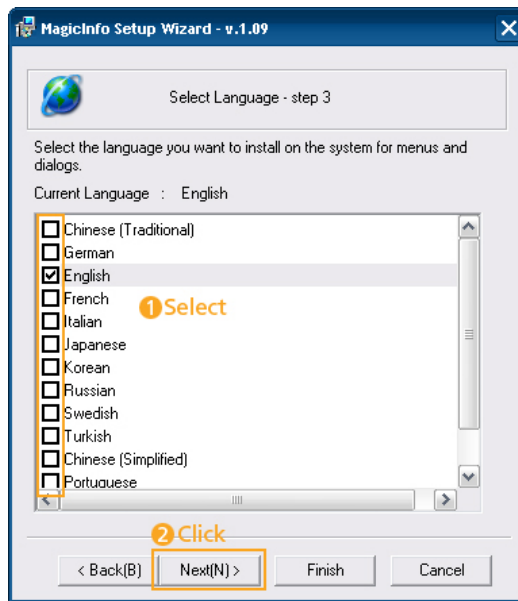 MagicInfo Setup Wizard - v.1.09
Select Language - step 3
Select the language you want to install on the system for menus and
dialogs.
Current Language : English
Chinese (Traditional)
German
English
French
1 Select
Italian
Japanese
Korean
Russian
Swedish
Turkish
Chinese (Simplified)
Portuguese
2 Click
< Back(B)
Next(N) >
Finish
Cancel